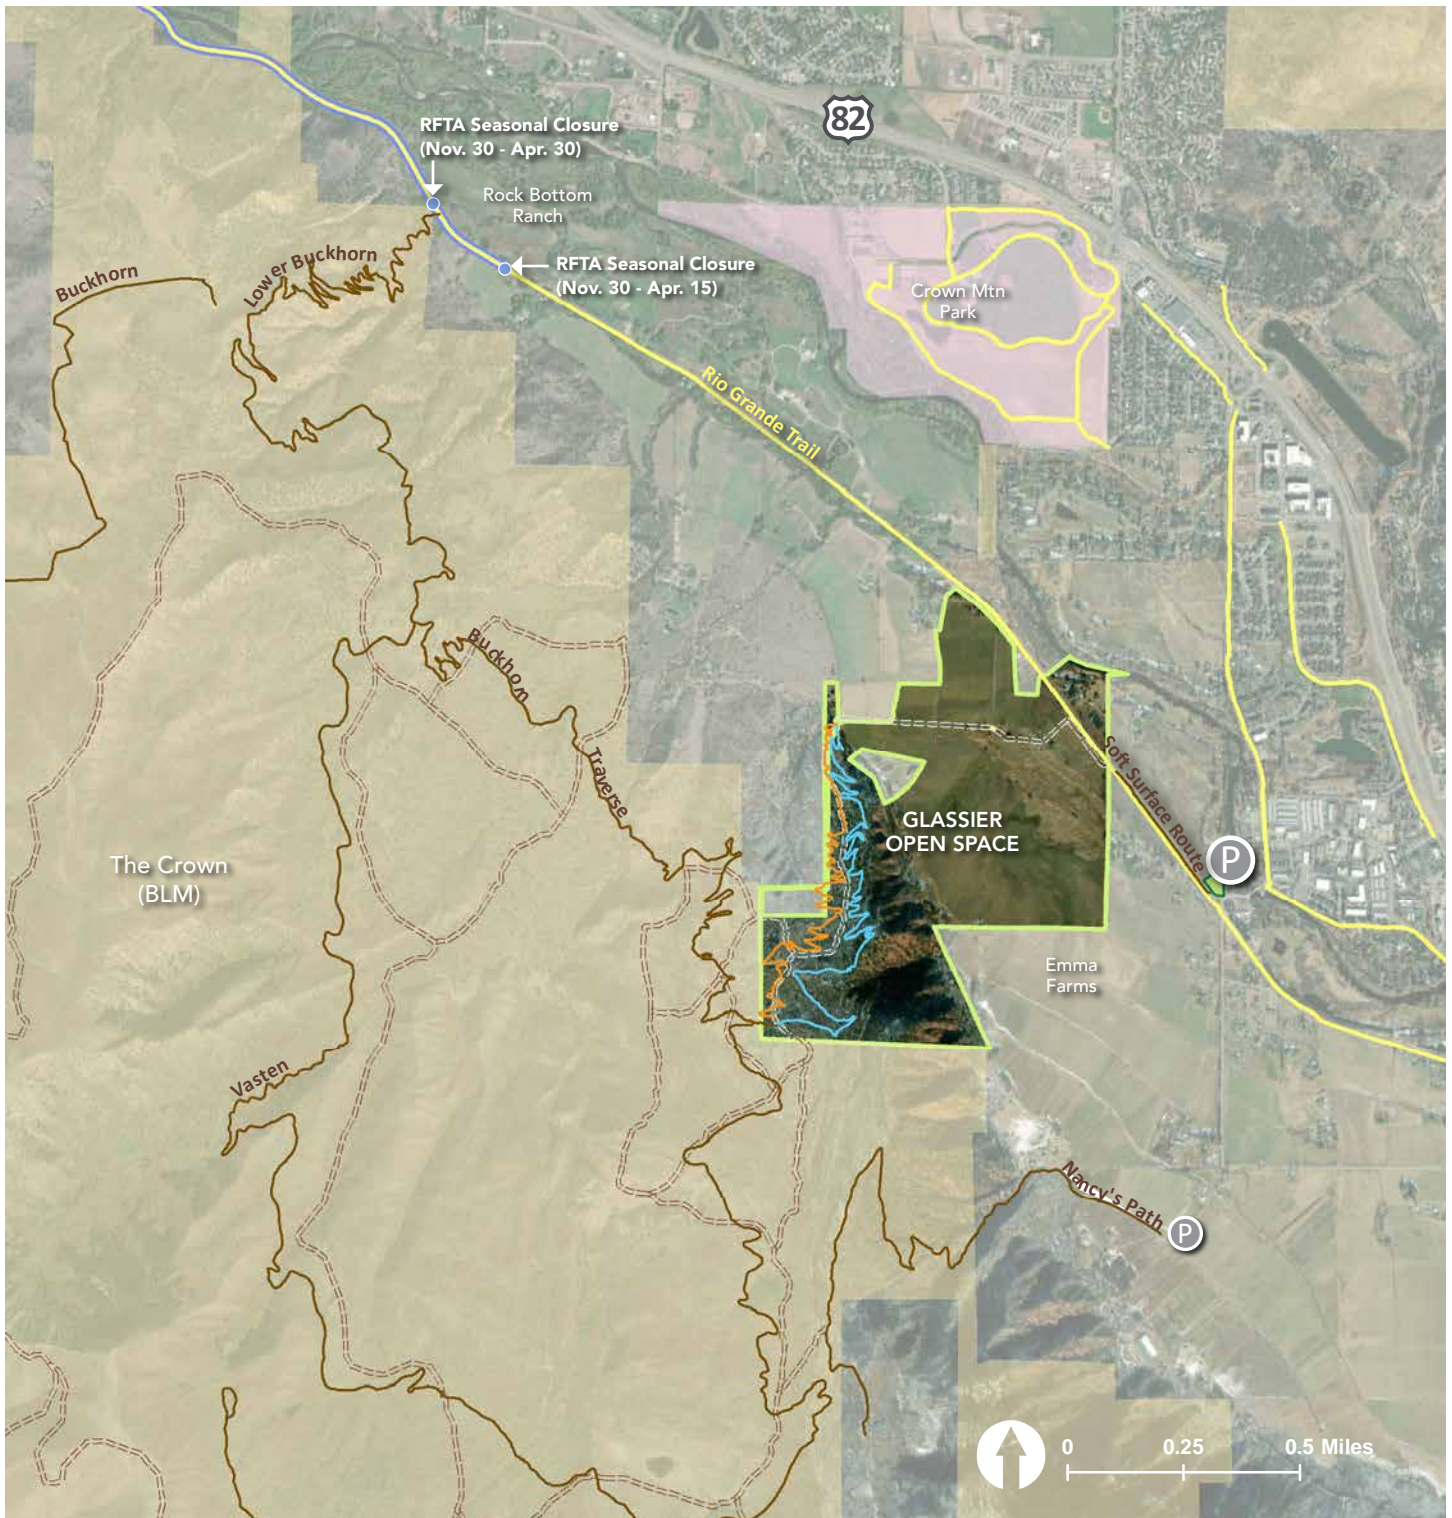 82
RFTA Seasonal Closure
(Nov. 30 - Apr. 30)
Rock Bottom
Ranch
Lower Buckhorn
Buckhorn
RFTA Seasonal Closure
(Nov. 30 - Apr. 15)
Crown Mtn
Park
Rio Grande Trail
Buckhorn
Traverse
Soft Surface Route
GLASSIER
OPEN SPACE
P
The Crown
(BLM)
Emma
Farms
Vasten
Nancy's Path
P
0 0.25 0.5 Miles